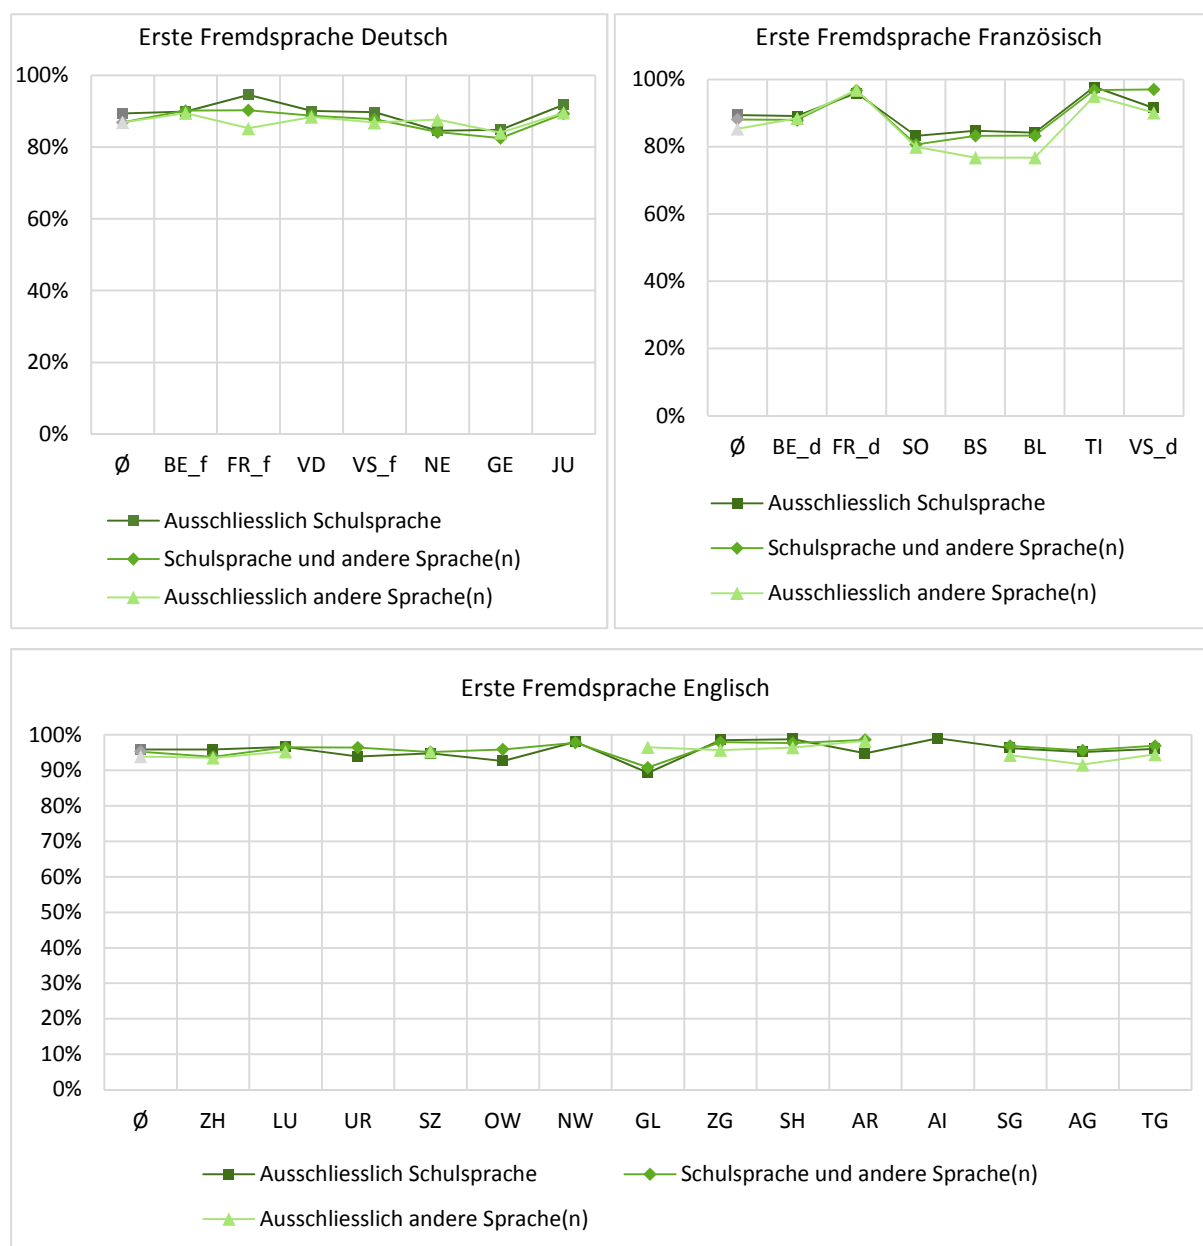 Erste Fremdsprache Deutsch
100%
80%
60%
40%
20%
0%
Ø BE_f FR_f VD VS_f NE GE JU
Ausschliesslich Schulsprache
Schulsprache und andere Sprache(n)
Ausschliesslich andere Sprache(n)
Erste Fremdsprache Französisch
100%
80%
60%
40%
20%
0%
Ø BE_d FR_d SO BS BL TI VS_d
Ausschliesslich Schulsprache
Schulsprache und andere Sprache(n)
Ausschliesslich andere Sprache(n)
Erste Fremdsprache Englisch
100%
90%
80%
70%
60%
50%
40%
30%
20%
10%
0%
Ø ZH LU UR SZ OW NW GL ZG SH AR AI SG AG TG
Ausschliesslich Schulsprache Schulsprache und andere Sprache(n)
Ausschliesslich andere Sprache(n)